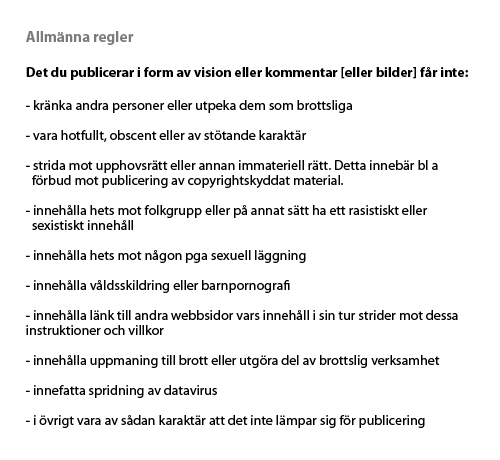 Allmänna regler
Det du publicerar i form av vision eller kommentar [eller bilder] får inte:
- kränka andra personer eller utpeka dem som brottsliga
- vara hotfullt, obscent eller av stötande karaktär
- strida mot upphovsrätt eller annan immateriell rätt. Detta innebär bl a
förbud mot publicering av copyrightskyddat material.
- innehålla hets mot folkgrupp eller på annat sätt ha ett rasistiskt eller
sexistiskt innehåll
- innehålla hets mot någon pga sexuell läggning
- innehålla våldsskildring eller barnpornografi
- innehålla länk till andra webbsidor vars innehåll i sin tur strider mot dessa
instruktioner och villkor
- innehålla uppmaning till brott eller utgöra del av brottslig verksamhet
- innefatta spridning av datavirus
- i övrigt vara av sådan karaktär att det inte lämpar sig för publicering